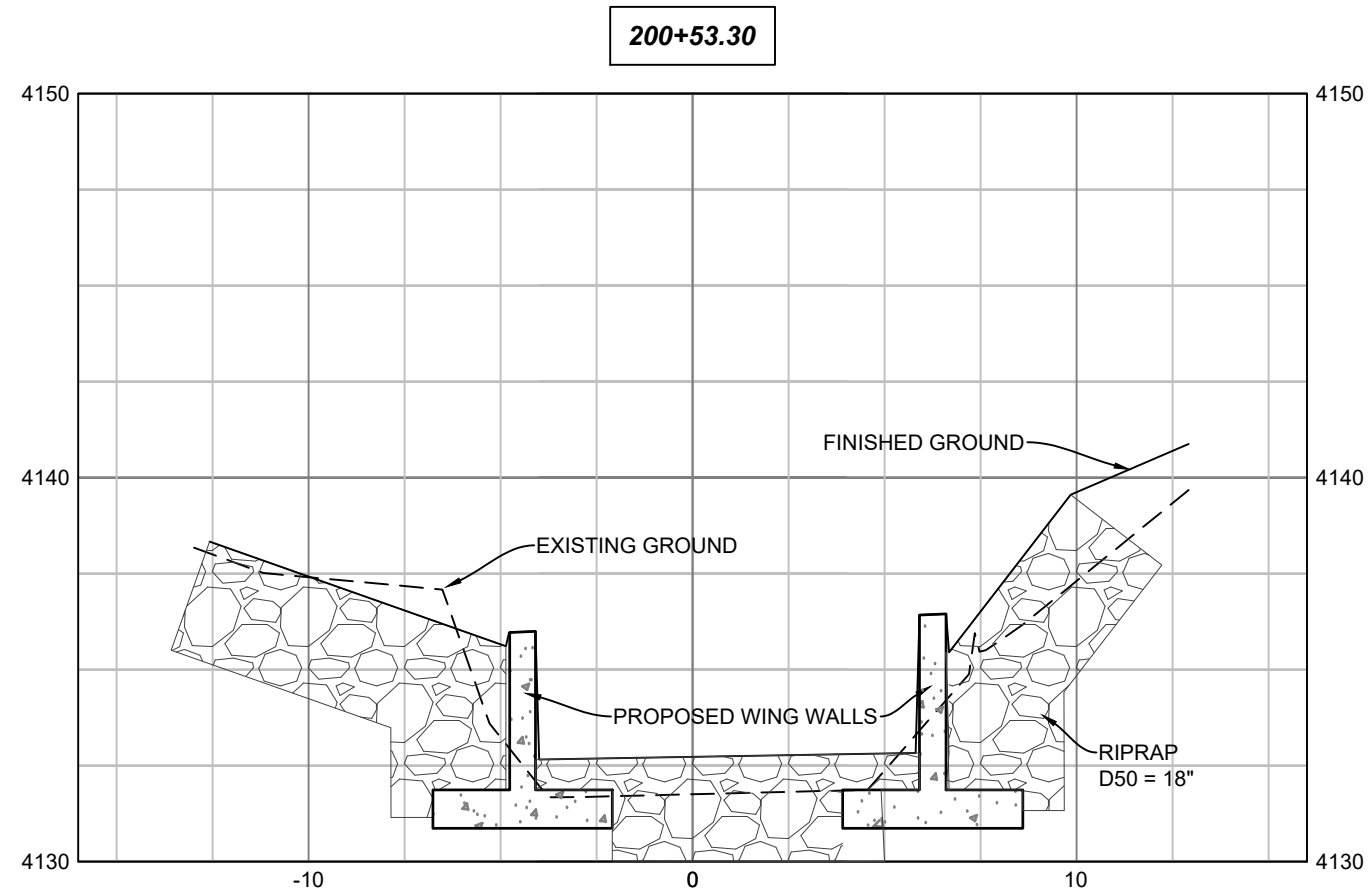 200+53.30
4150
4150
FINISHED GROUND
4140
4140
EXISTING GROUND
PROPOSED WING WALLS
RIPRAP
D50 = 18"
4130
4130
-10
0
10